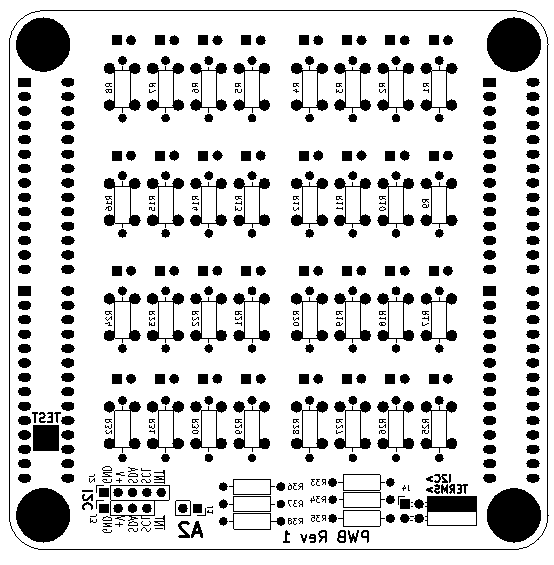 R8 R7 R6 R5 R4 R3 R2 R1
R16 R15 R14 R13 R12 R11 R10 R9
R24 R23 R22 R21 R20 R19 R18 R17
R32 R31 R30 R29 R28 R27 R26 R25
TEST
J2
GND
V+
SDA
SCL
INT
I2C
J3
GND
V+
SDA
SCL
INT
A2
J1
R36
R37
R38
R33
R34
R35
J4
I2C>
TERMS>
PWB Rev 1